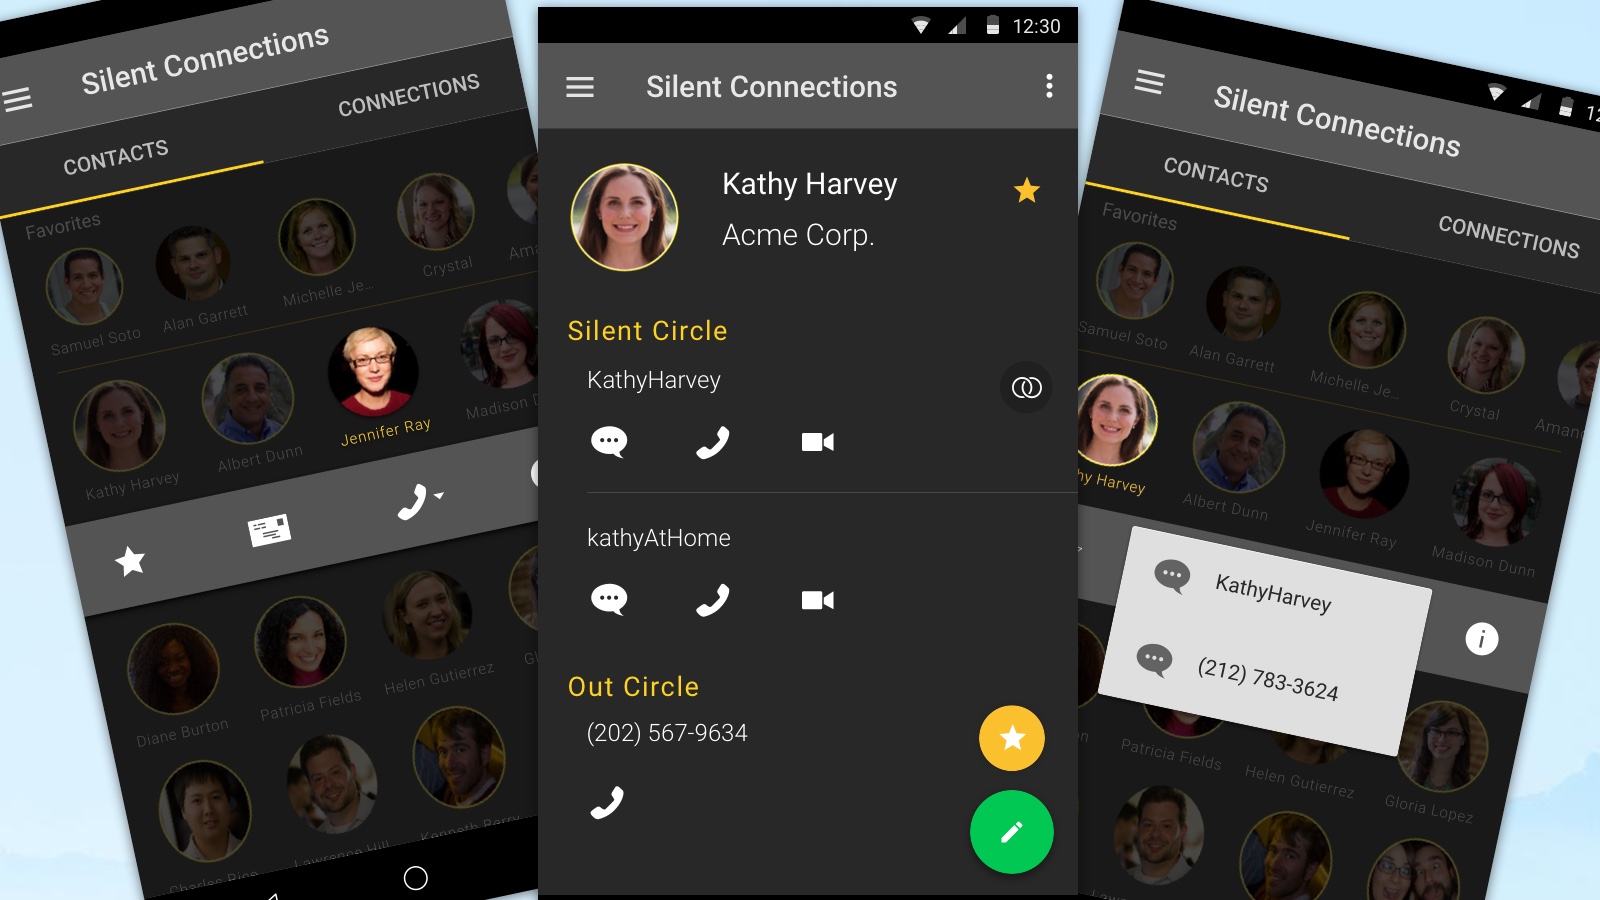 Silent Connections
CONTACTS
CONNECTIONS
Favorites
Samuel Soto
Alan Garrett
Michelle Je...
Crystal
Ama
Kathy Harvey
Albert Dunn
Jennifer Ray
Madison D
Diane Burton
Patricia Fields
Helen Gutierrez
Gl
Charles Rice
Lawrence Hill
Kenneth Berry
12:30
Silent Connections
Kathy Harvey
Acme Corp.
Silent Circle
KathyHarvey
kathyAtHome
Out Circle
(202) 567-9634
12
Silent Connections
CONTACTS
CONNECTIONS
Favorites
Samuel Soto
Alan Garrett
Michelle Je...
Crystal
Aman
hy Harvey
Albert Dunn
Jennifer Ray
Madison Dunn
KathyHarvey
(212) 783-3624
i
on
Patricia Fields
Helen Gutierrez
Gloria Lopez